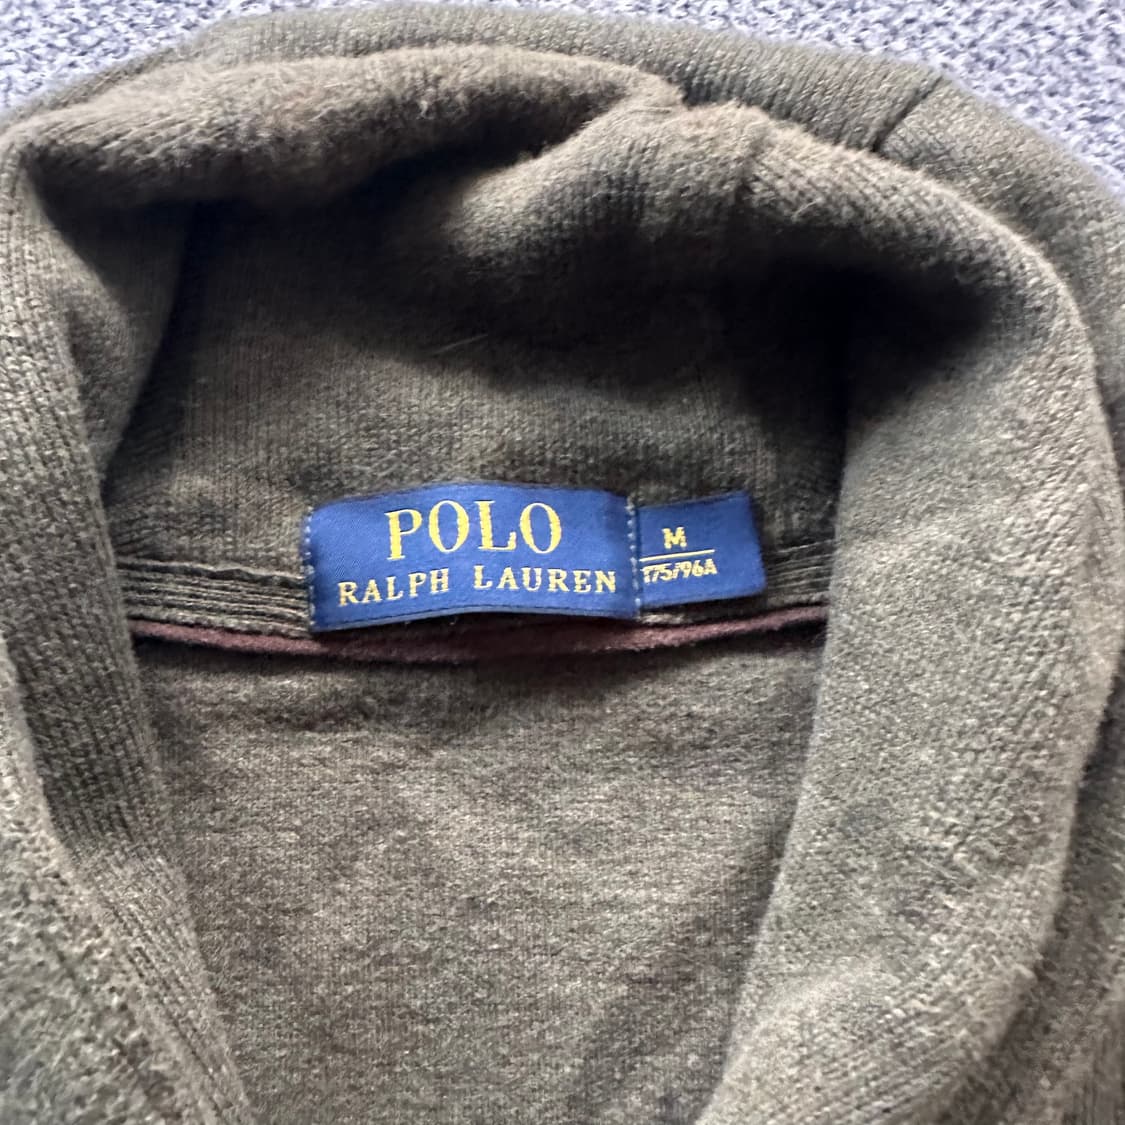 POLO
RALPH LAUREN
M
175/96A